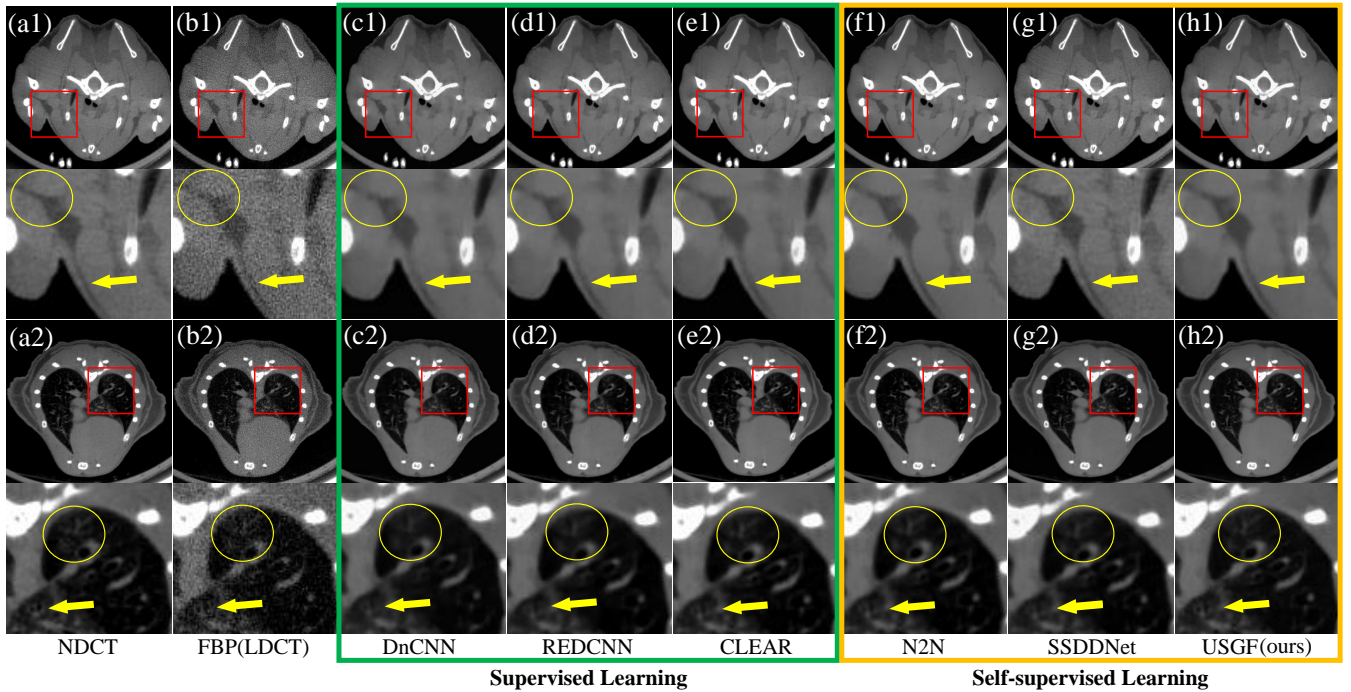 (a1) (b1) (c1) (d1) (e1) (f1) (g1) (h1)
(a2) (b2) (c2) (d2) (e2) (f2) (g2) (h2)
NDCT FBP(LDCT) DnCNN REDCNN CLEAR N2N SSDDNet USGF(ours)
Supervised Learning Self-supervised Learning